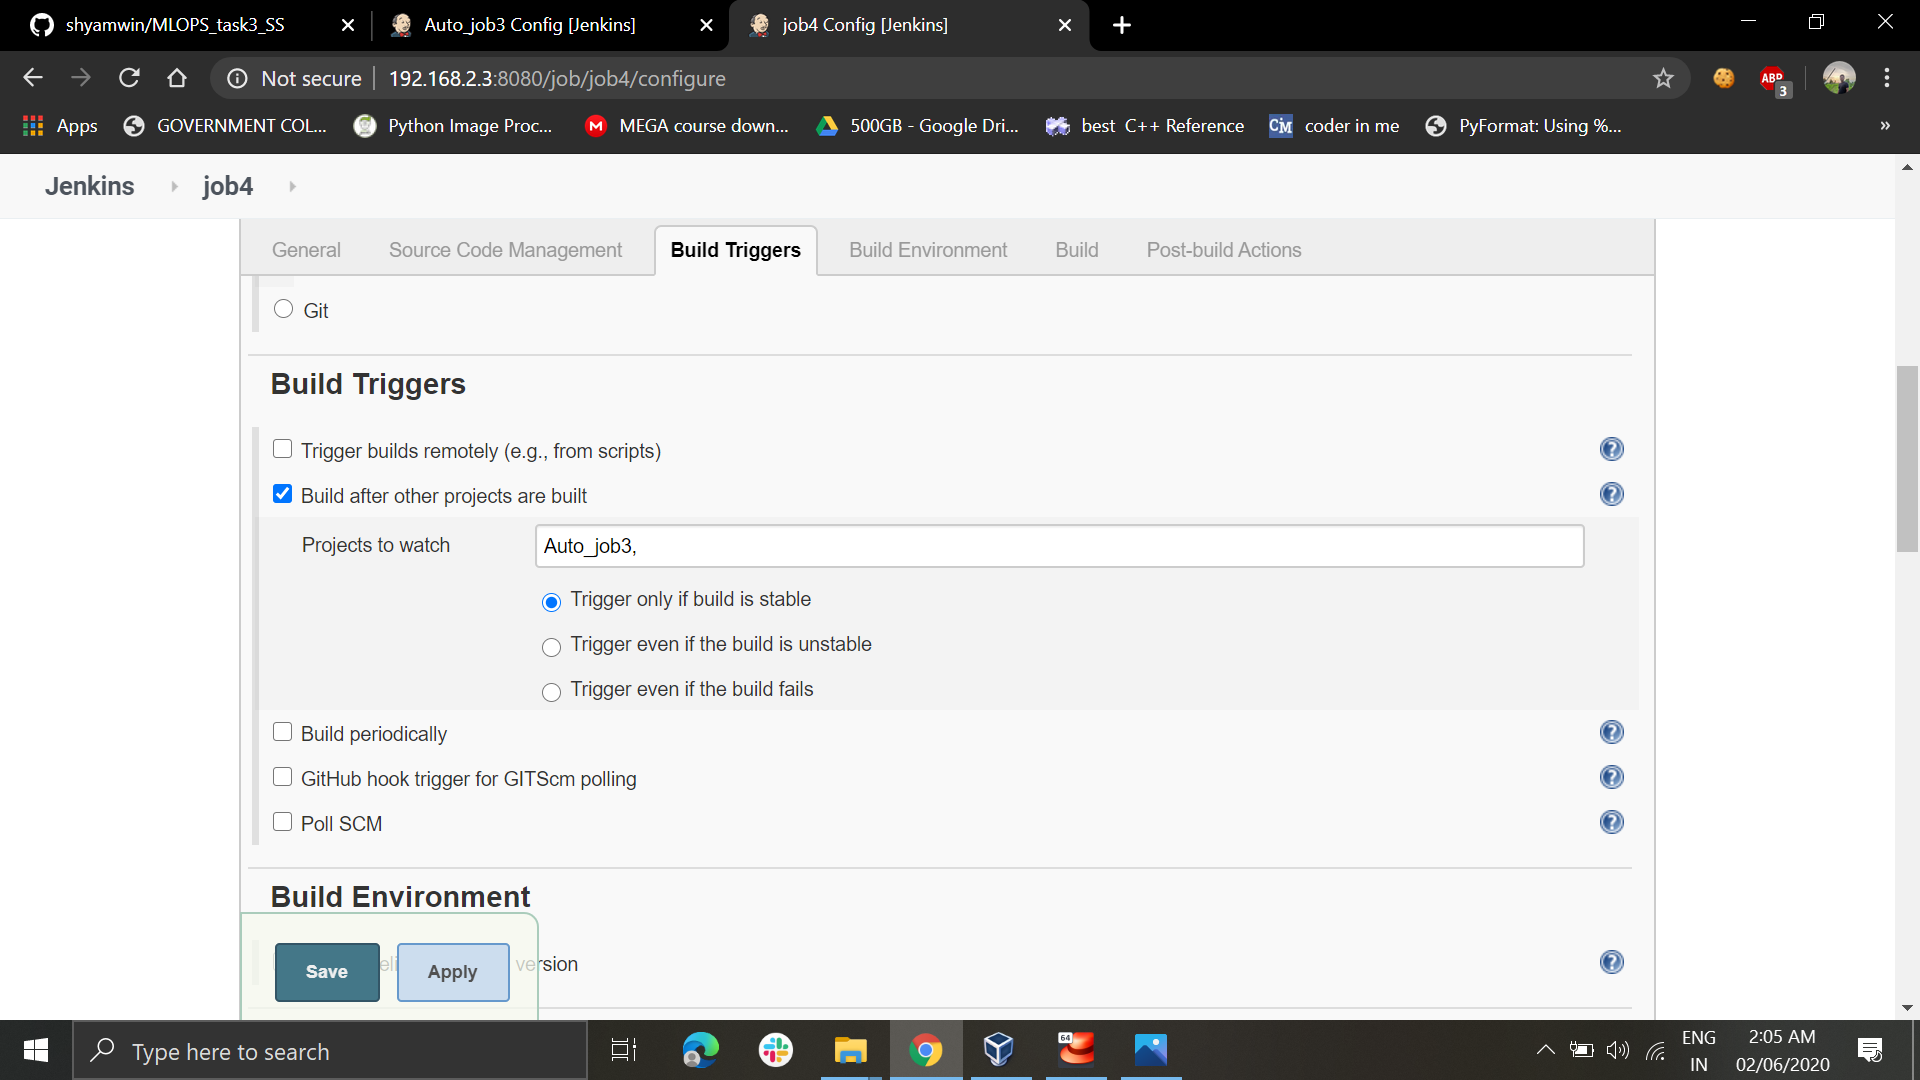 shyamwin/MLOPS_task3_SS
Auto_job3 Config [Jenkins]
job4 Config [Jenkins]
Not secure
192.168.2.3:8080/job/job4/configure
ABP
3
Apps
GOVERNMENT COL...
Python Image Proc...
M
MEGA course down...
500GB - Google Dri...
best C++ Reference
CM
coder in me
PyFormat: Using %...
»
Jenkins
job4
General
Source Code Management
Build Triggers
Build Environment
Build
Post-build Actions
Git
Build Triggers
Trigger builds remotely (e.g., from scripts)
?
Build after other projects are built
?
Projects to watch
Auto_job3,
Trigger only if build is stable
Trigger even if the build is unstable
Trigger even if the build fails
Build periodically
?
GitHub hook trigger for GITScm polling
?
Poll SCM
?
Build Environment
Save
Apply
version
?
Type here to search
64
ENG
IN
2:05 AM
02/06/2020